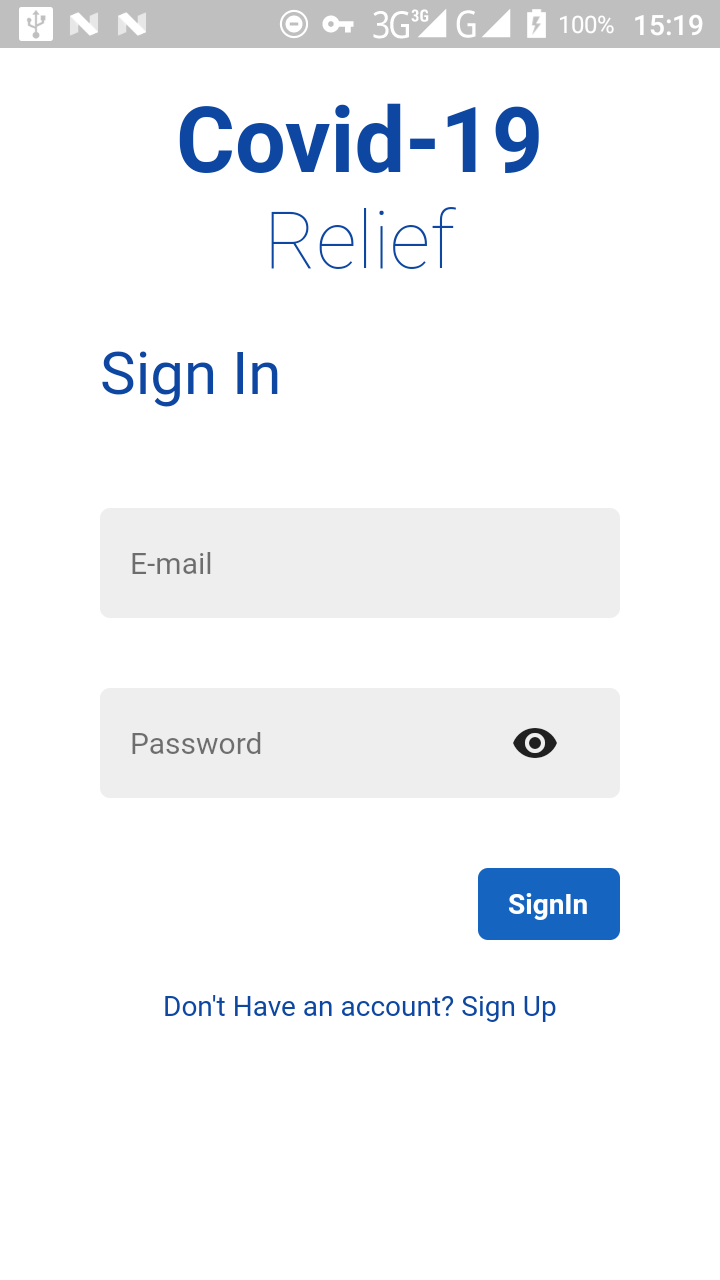 3G 3G G 100% 15:19
Covid-19
Relief
Sign In
E-mail
Password
SignIn
Don't Have an account? Sign Up